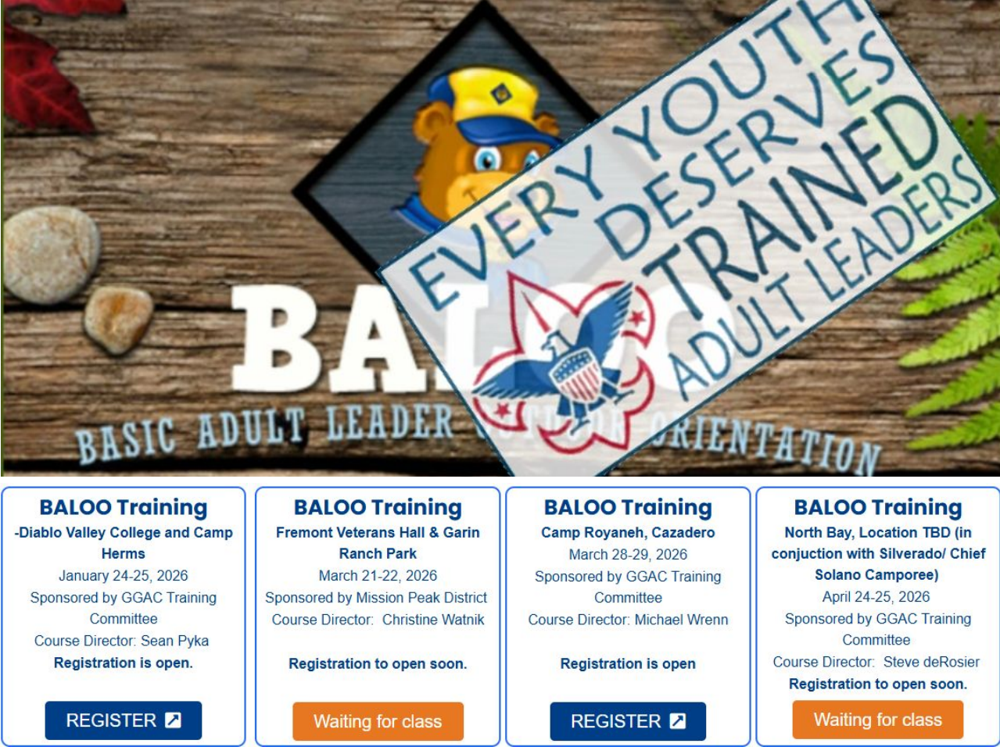 EVERY YOUTH
DESERVES
TRAINED
ADULT LEADERS
BALOO
BASIC ADULT LEADER OUTDOOR ORIENTATION
BALOO Training
-Diablo Valley College and Camp
Herms
January 24-25, 2026
Sponsored by GGAC Training
Committee
Course Director: Sean Pyka
Registration is open.
REGISTER
BALOO Training
Fremont Veterans Hall & Garin
Ranch Park
March 21-22, 2026
Sponsored by Mission Peak District
Course Director:  Christine Watnik
Registration to open soon.
Waiting for class
BALOO Training
Camp Royaneh, Cazadero
March 28-29, 2026
Sponsored by GGAC Training
Committee
Course Director: Michael Wrenn
Registration is open
REGISTER
BALOO Training
North Bay, Location TBD (in
conjuction with Silverado/ Chief
Solano Camporee)
April 24-25, 2026
Sponsored by GGAC Training
Committee
Course Director:  Steve deRosier
Registration to open soon.
Waiting for class